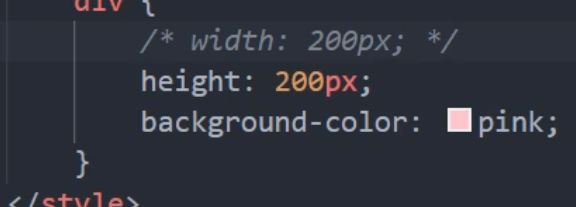 div {
/* width: 200px; */
height: 200px;
background-color: pink;
}
</style>